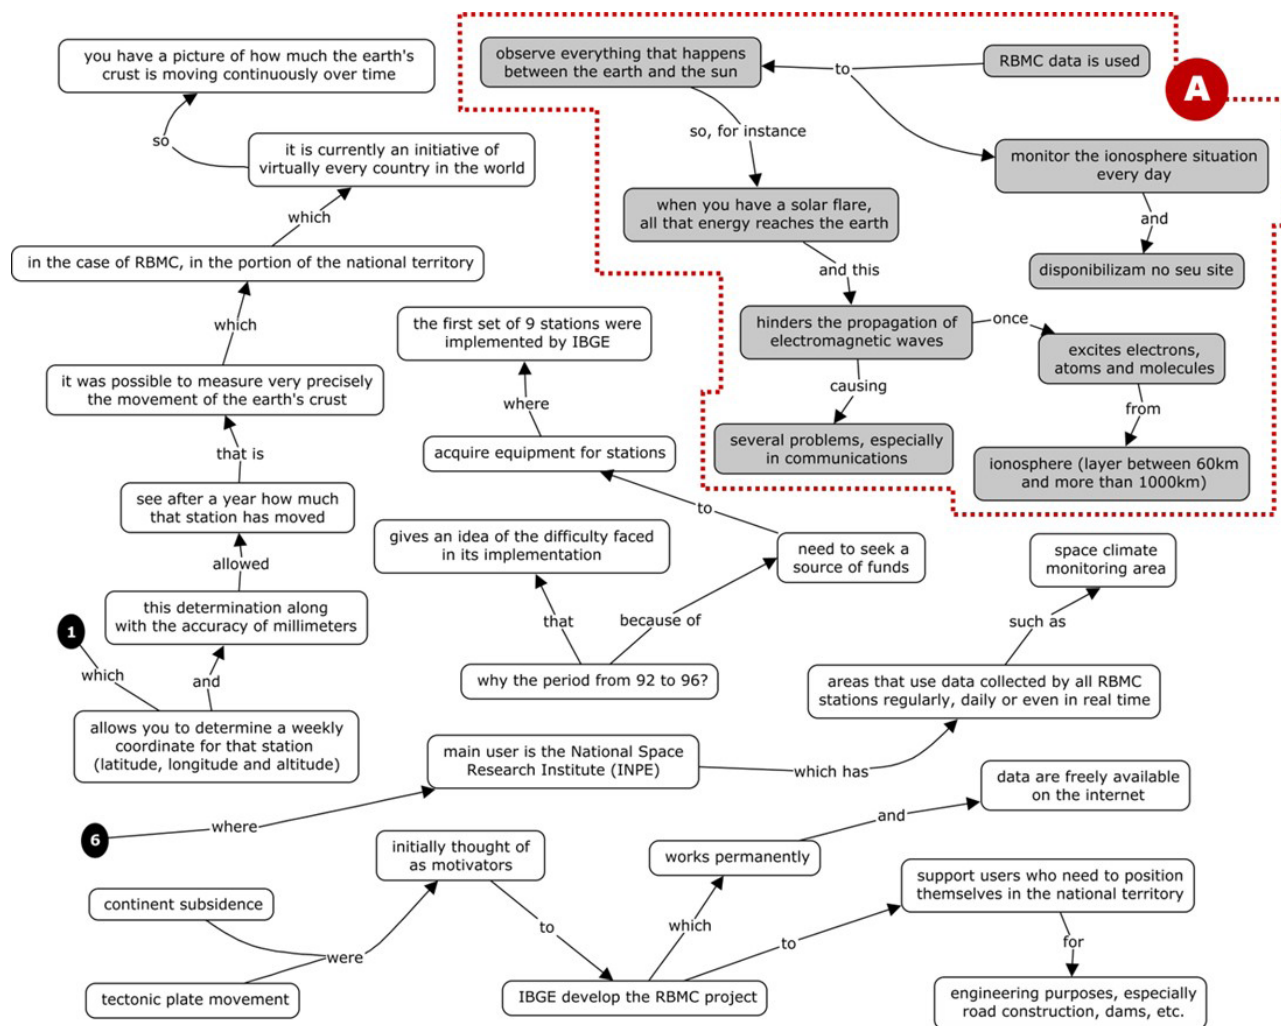 you have a picture of how much the earth's
crust is moving continuously over time
so
it is currently an initiative of
virtually every country in the world
which
in the case of RBMC, in the portion of the national territory
which
it was possible to measure very precisely
the movement of the earth's crust
that is
see after a year how much
that station has moved
allowed
this determination along
with the accuracy of millimeters
1
which
and
allows you to determine a weekly
coordinate for that station
(latitude, longitude and altitude)
observe everything that happens
between the earth and the sun
to
RBMC data is used
A
so, for instance
monitor the ionosphere situation
every day
and
disponibilizam no seu site
when you have a solar flare,
all that energy reaches the earth
and this
hinders the propagation of
electromagnetic waves
once
excites electrons,
atoms and molecules
causing
from
several problems, especially
in communications
ionosphere (layer between 60km
and more than 1000km)
the first set of 9 stations were
implemented by IBGE
where
acquire equipment for stations
to
gives an idea of the difficulty faced
in its implementation
need to seek a
source of funds
that
because of
why the period from 92 to 96?
space climate
monitoring area
such as
areas that use data collected by all RBMC
stations regularly, daily or even in real time
main user is the National Space
Research Institute (INPE)
which has
6
where
data are freely available
on the internet
and
initially thought of
as motivators
works permanently
support users who need to position
themselves in the national territory
continent subsidence
were
to
which
to
for
tectonic plate movement
IBGE develop the RBMC project
engineering purposes, especially
road construction, dams, etc.